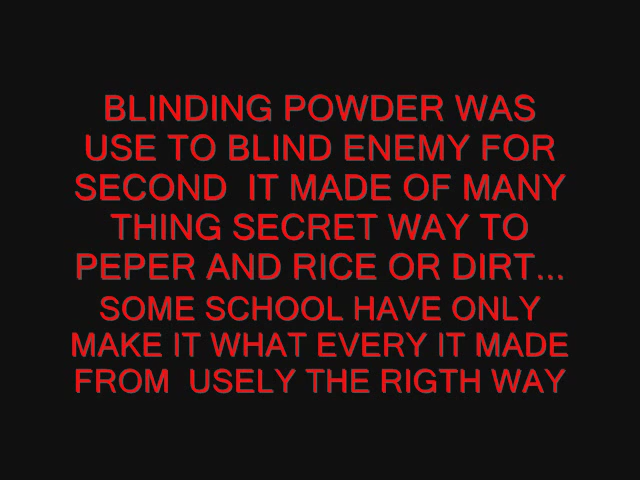 BLINDING POWDER WAS
USE TO BLIND ENEMY FOR
SECOND  IT MADE OF MANY
THING SECRET WAY TO
PEPER AND RICE OR DIRT...
SOME SCHOOL HAVE ONLY
MAKE IT WHAT EVERY IT MADE
FROM  USELY THE RIGTH WAY